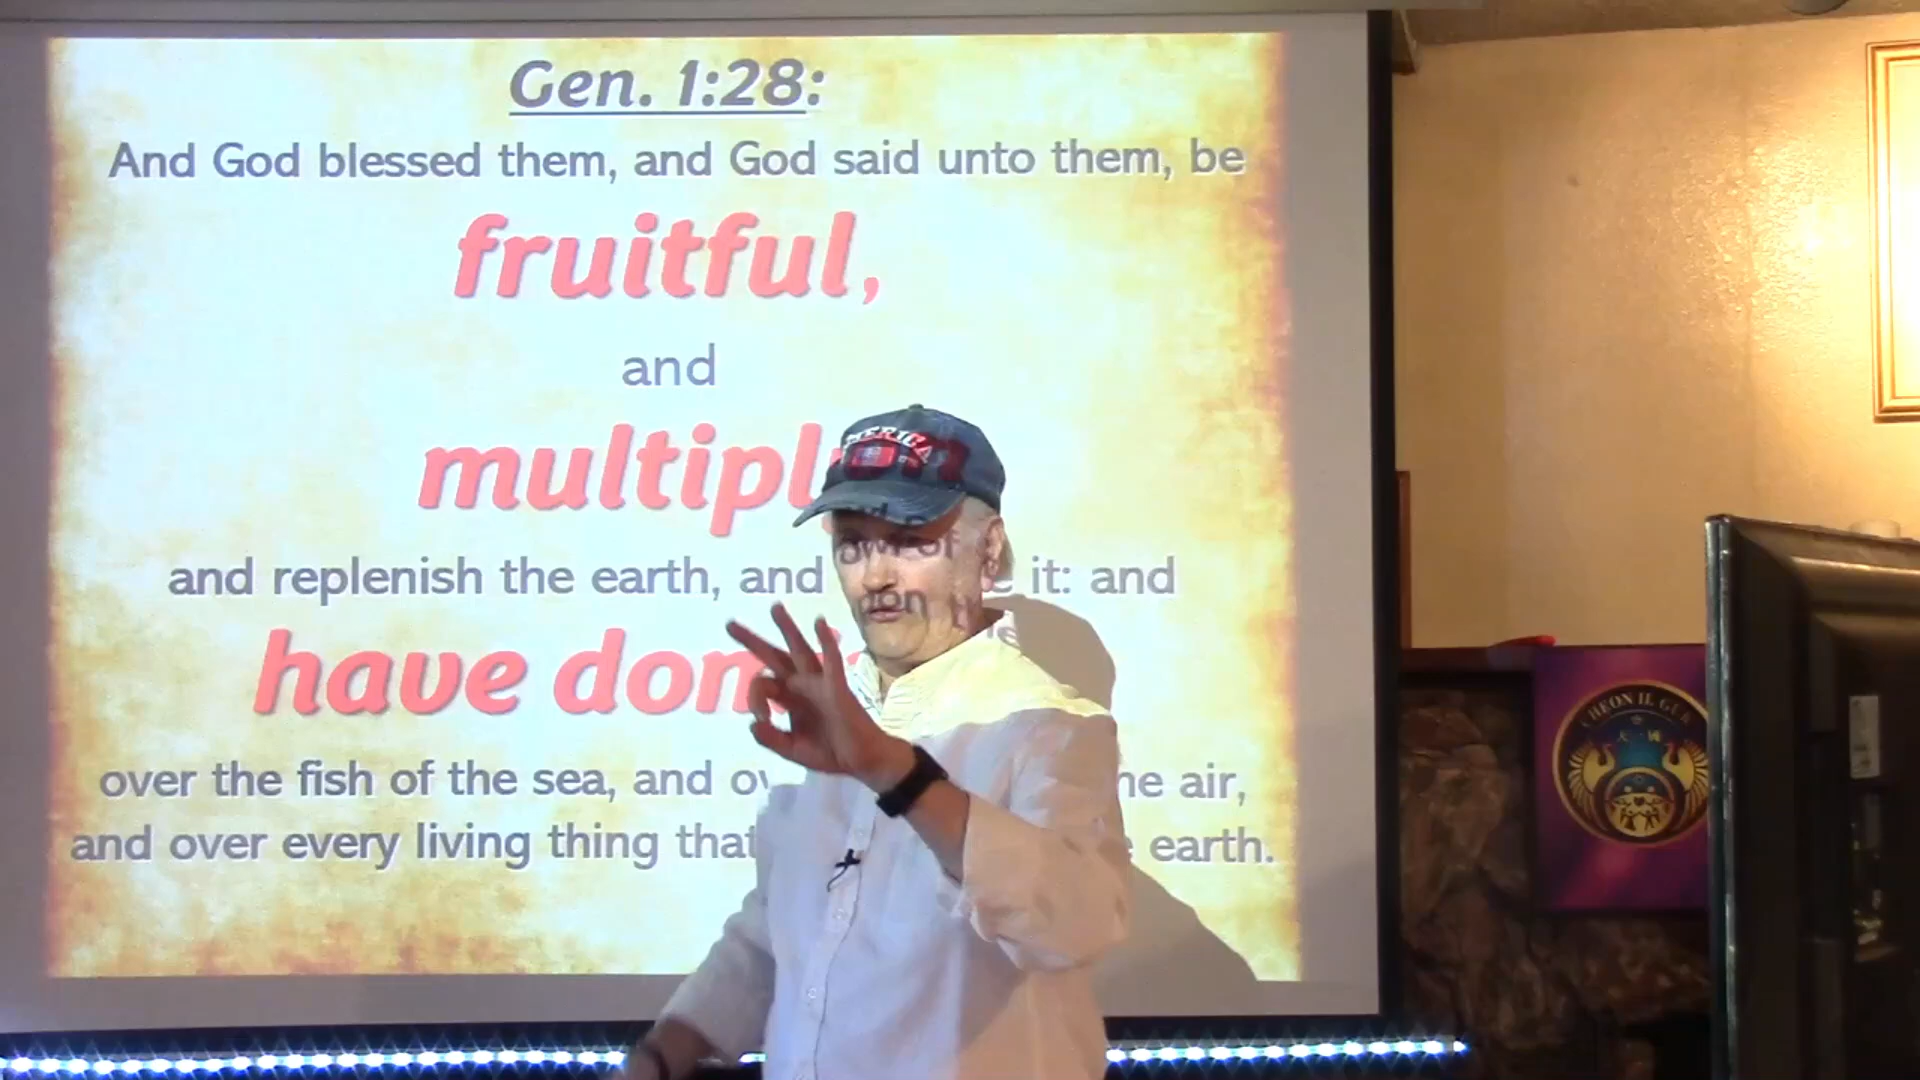 Gen. 1:28:
And God blessed them, and God said unto them, be
fruitful,
and
multiply
and replenish the earth, and it: and
have dom
over the fish of the sea, and ov he air,
and over every living thing that earth.
AMERICA
CHEON IL GUK